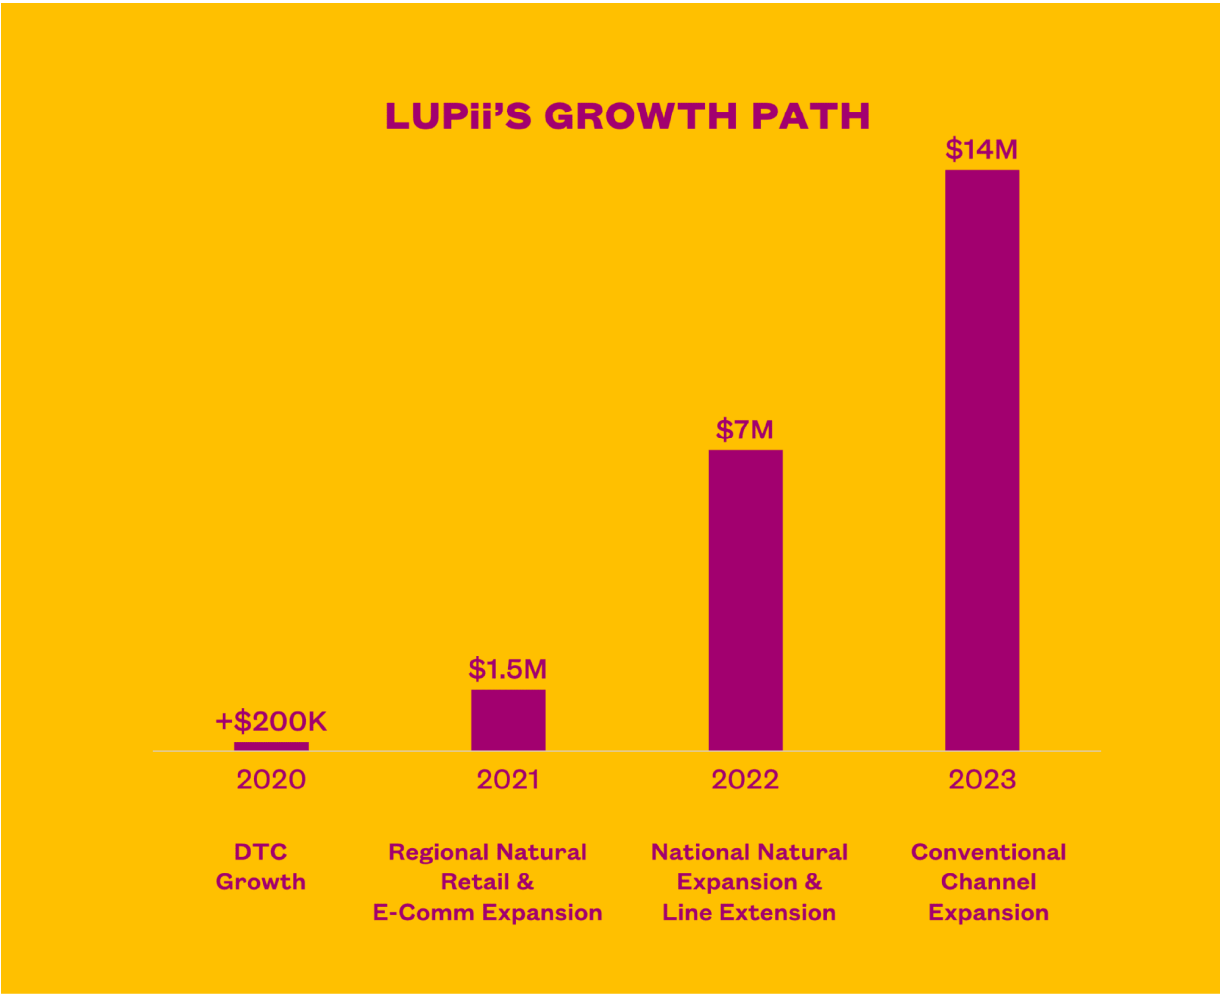 LUPii’S GROWTH PATH
$14M
$7M
$1.5M
+$200K
2020 2021 2022 2023
DTC
Growth
Regional Natural
Retail &
E-Comm Expansion
National Natural
Expansion &
Line Extension
Conventional
Channel
Expansion